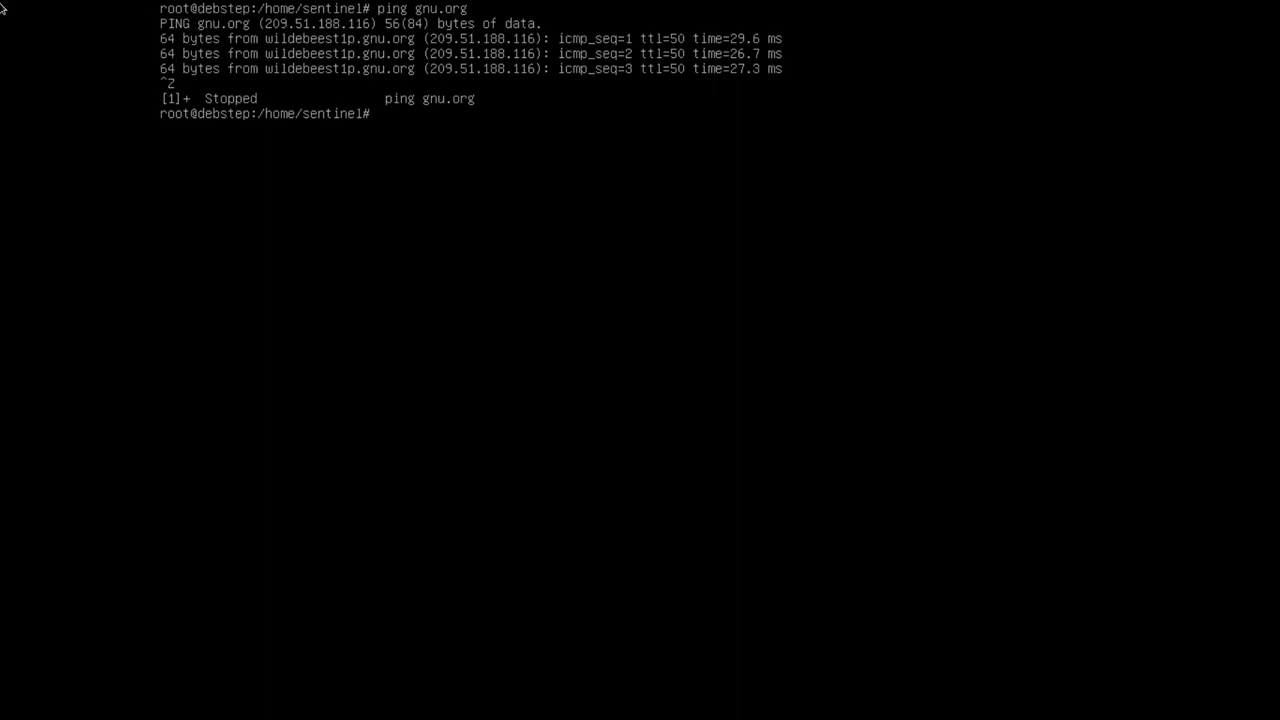 root@debstep:/home/sentinel# ping gnu.org
PING gnu.org (209.51.188.116) 56(84) bytes of data.
64 bytes from wildebeest1p.gnu.org (209.51.188.116): icmp_seq=1 ttl=50 time=29.6 ms
64 bytes from wildebeest1p.gnu.org (209.51.188.116): icmp_seq=2 ttl=50 time=26.7 ms
64 bytes from wildebeest1p.gnu.org (209.51.188.116): icmp_seq=3 ttl=50 time=27.3 ms
^Z
[1]+  Stopped                 ping gnu.org
root@debstep:/home/sentinel#